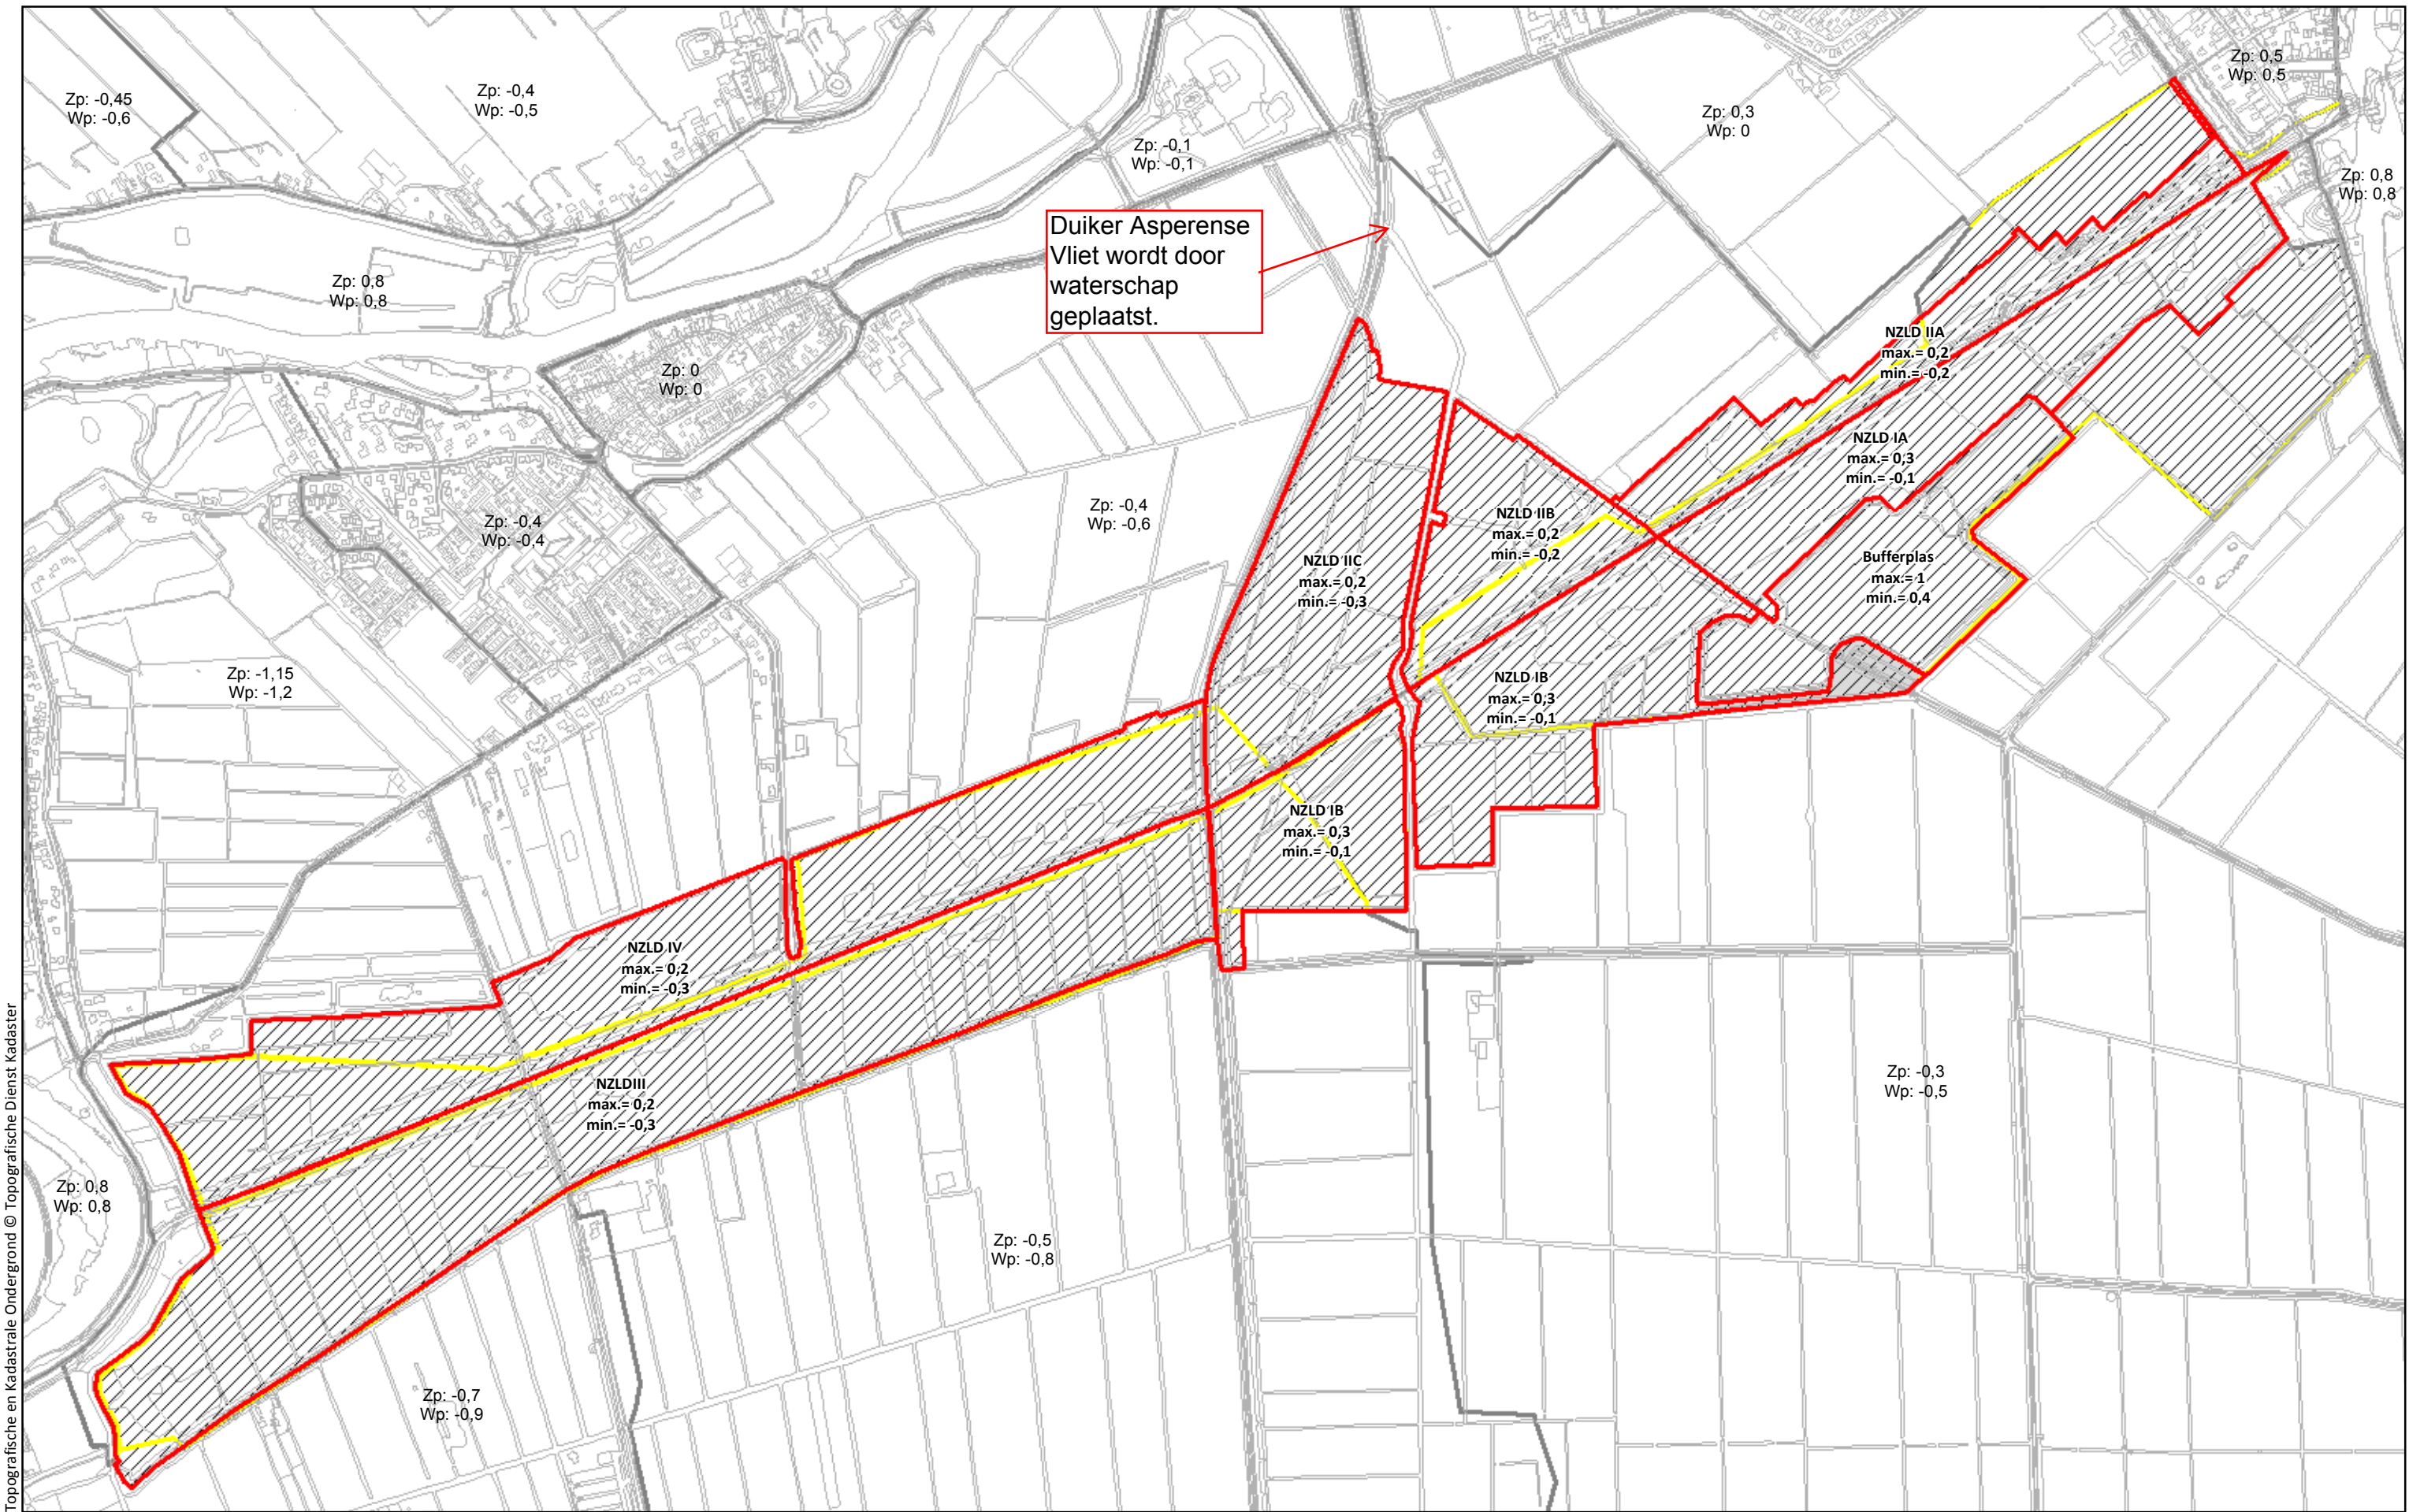 Zp: -0,45
Wp: -0,6
Zp: -0,4
Wp: -0,5
Zp: -0,1
Wp: -0,1
Zp: 0,3
Wp: 0
Zp: 0,5
Wp: 0,5
Zp: 0,8
Wp: 0,8
Duiker Asperense
Vliet wordt door
waterschap
geplaatst.
Zp: 0,8
Wp: 0,8
Zp: 0
Wp: 0
NZLD IIA
max.= 0,2
min.= -0,2
NZLD IA
max.= 0,3
min.= -0,1
Zp: -0,4
Wp: -0,4
Zp: -0,4
Wp: -0,6
NZLD IIB
max.= 0,2
min.= -0,2
NZLD IIC
max.= 0,2
min.= -0,3
Bufferplas
max.= 1
min.= 0,4
Zp: -1,15
Wp: -1,2
NZLD IB
max.= 0,3
min.= -0,1
NZLD IB
max.= 0,3
min.= -0,1
NZLD IV
max.= 0,2
min.= -0,3
NZLDIII
max.= 0,2
min.= -0,3
Zp: -0,3
Wp: -0,5
Zp: 0,8
Wp: 0,8
Zp: -0,5
Wp: -0,8
Zp: -0,7
Wp: -0,9
Topografische en Kadastrale Ondergrond © Topografische Dienst Kadaster